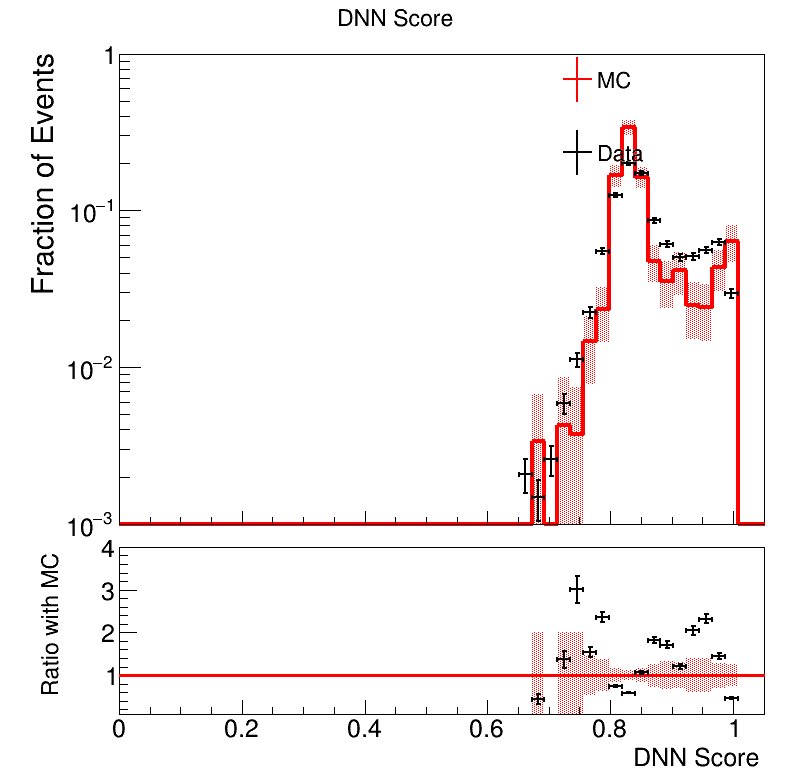 DNN Score
Fraction of Events
1
10⁻¹
10⁻²
10⁻³
MC
Data
Ratio with MC
4
3
2
1
0 0.2 0.4 0.6 0.8 1
DNN Score